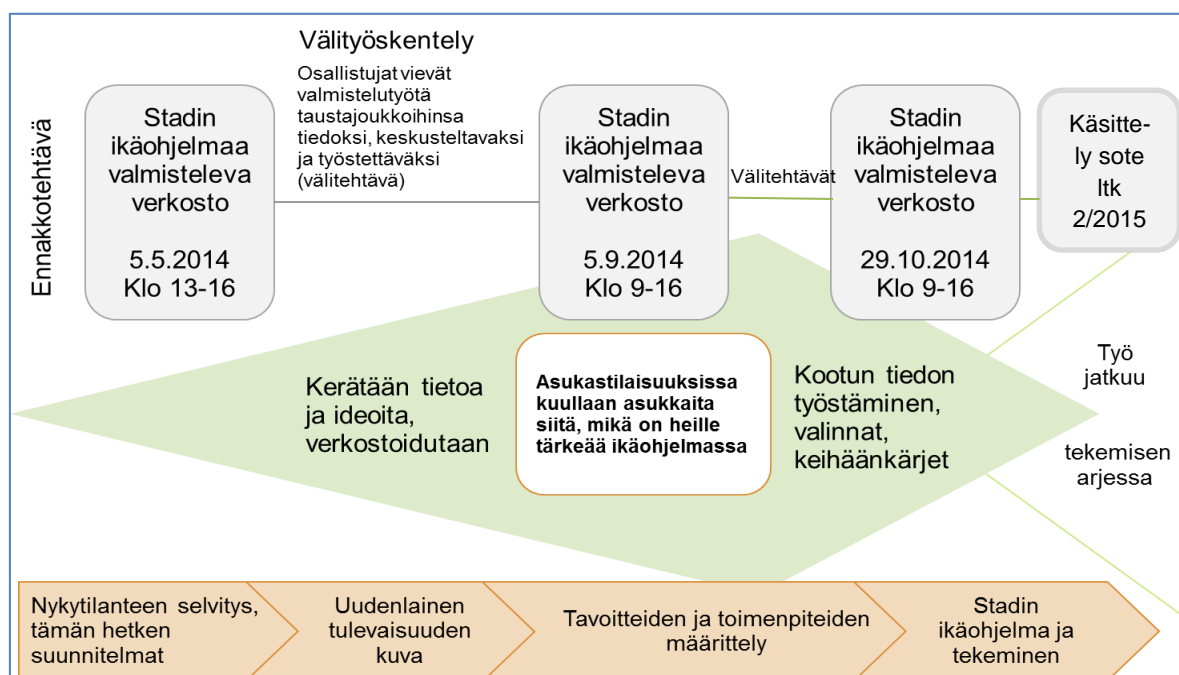 Ennakkotehtävä
Stadin
ikäohjelmaa
valmisteleva
verkosto
5.5.2014
Klo 13-16
Välityöskentely
Osallistujat vievät
valmistelutyötä
taustajoukkoihinsa
tiedoksi, keskusteltavaksi
ja työstettäväksi
(välitehtävä)
Stadin
ikäohjelmaa
valmisteleva
verkosto
5.9.2014
Klo 9-16
Välitehtävät
Stadin
ikäohjelmaa
valmisteleva
verkosto
29.10.2014
Klo 9-16
Käsitte-
ly sote
ltk
2/2015
Kerätään tietoa
ja ideoita,
verkostoidutaan
Asukastilaisuuksissa
kuullaan asukkaita
siitä, mikä on heille
tärkeää ikäohjelmassa
Kootun tiedon
työstäminen,
valinnat,
keihäänkärjet
Työ
jatkuu
tekemisen
arjessa
Nykytilanteen selvitys,
tämän hetken
suunnitelmat
Uudenlainen
tulevaisuuden
kuva
Tavoitteiden ja toimenpiteiden
määrittely
Stadin
ikäohjelma ja
tekeminen